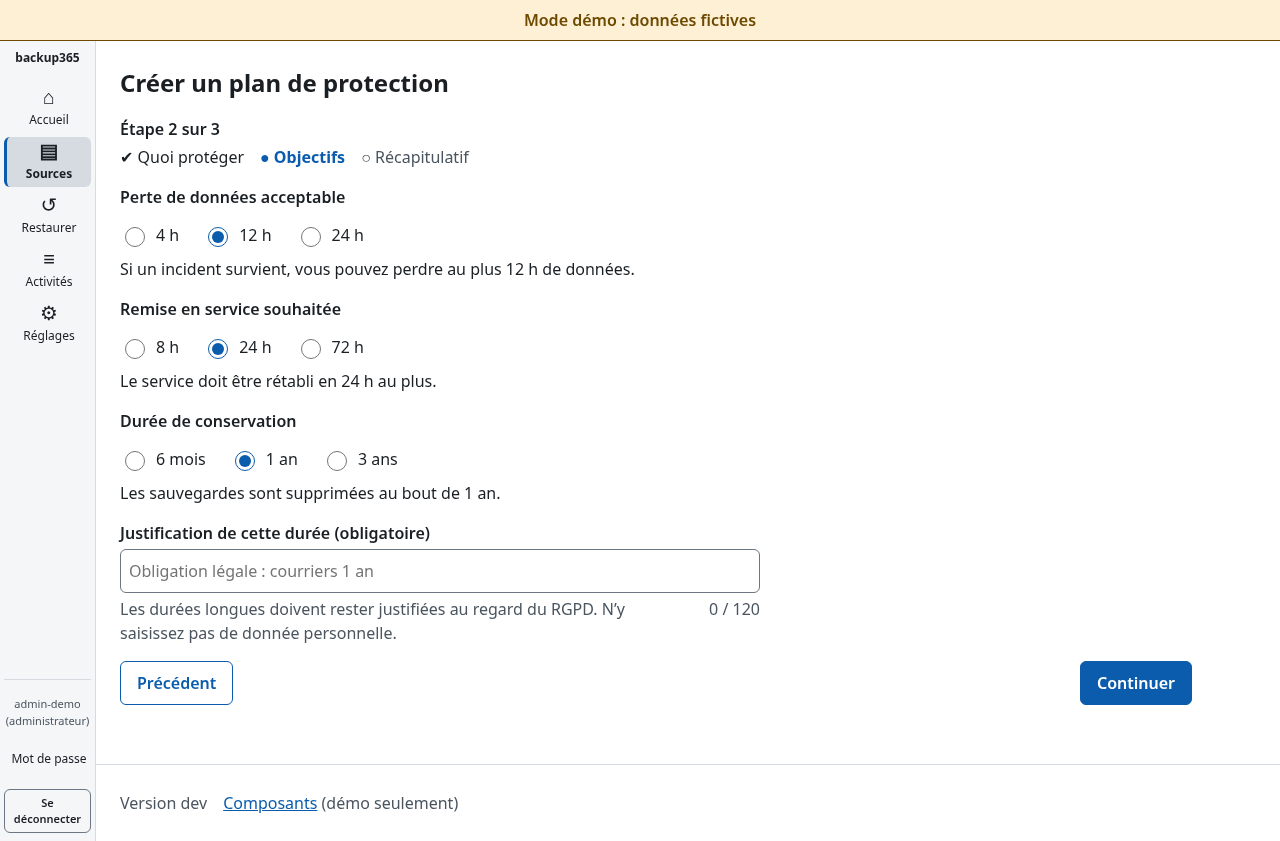 Mode démo : données fictives
backup365
Accueil
Sources
Restaurer
Activités
Réglages
admin-demo
(administrateur)
Mot de passe
Se
déconnecter
Créer un plan de protection
Étape 2 sur 3
✔ Quoi protéger ● Objectifs ○ Récapitulatif
Perte de données acceptable
4 h 12 h 24 h
Si un incident survient, vous pouvez perdre au plus 12 h de données.
Remise en service souhaitée
8 h 24 h 72 h
Le service doit être rétabli en 24 h au plus.
Durée de conservation
6 mois 1 an 3 ans
Les sauvegardes sont supprimées au bout de 1 an.
Justification de cette durée (obligatoire)
Obligation légale : courriers 1 an
Les durées longues doivent rester justifiées au regard du RGPD. N’y 0 / 120
saisissez pas de donnée personnelle.
Précédent Continuer
Version dev Composants (démo seulement)